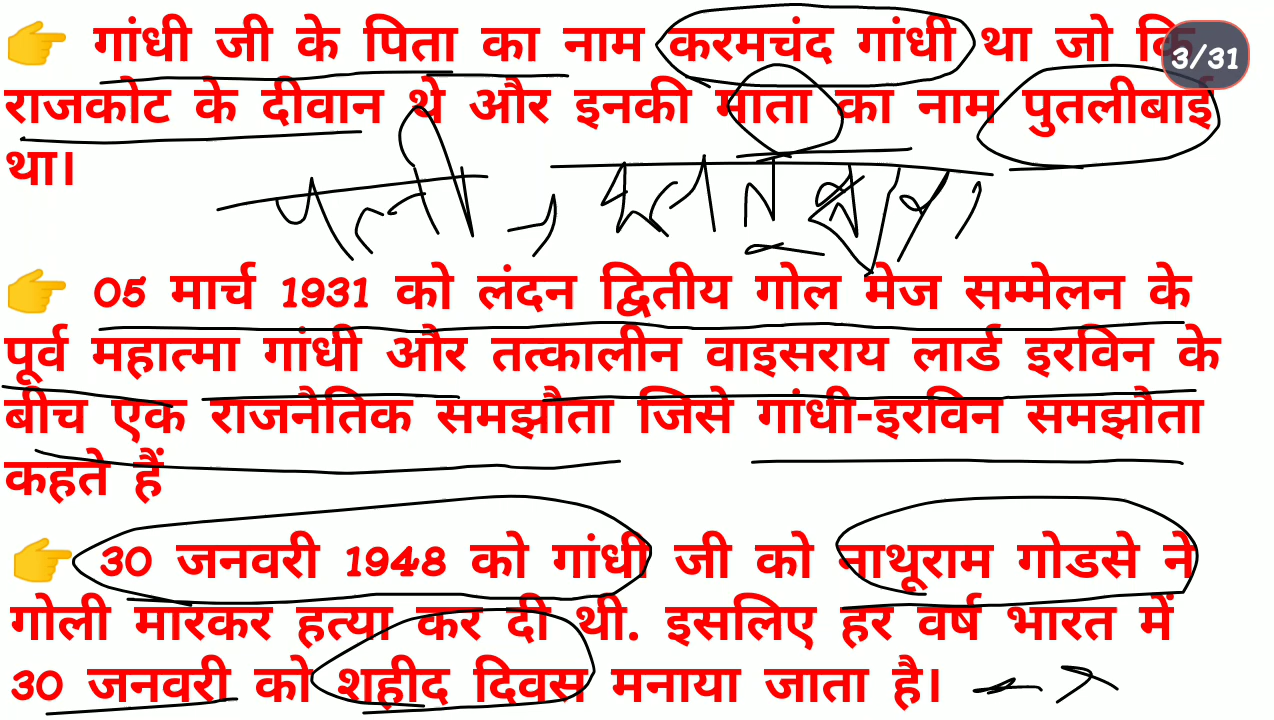 👉 गांधी जी के पिता का नाम करमचंद गांधी था जो कि
3/31
राजकोट के दीवान थे और इनकी माता का नाम पुतलीबाई
था।
👉 05 मार्च 1931 को लंदन द्वितीय गोल मेज सम्मेलन के
पूर्व महात्मा गांधी और तत्कालीन वाइसराय लार्ड इरविन के
बीच एक राजनैतिक समझौता जिसे गांधी-इरविन समझौता
कहते हैं
👉 30 जनवरी 1948 को गांधी जी को नाथूराम गोडसे ने
गोली मारकर हत्या कर दी थी. इसलिए हर वर्ष भारत में
30 जनवरी को शहीद दिवस मनाया जाता है।